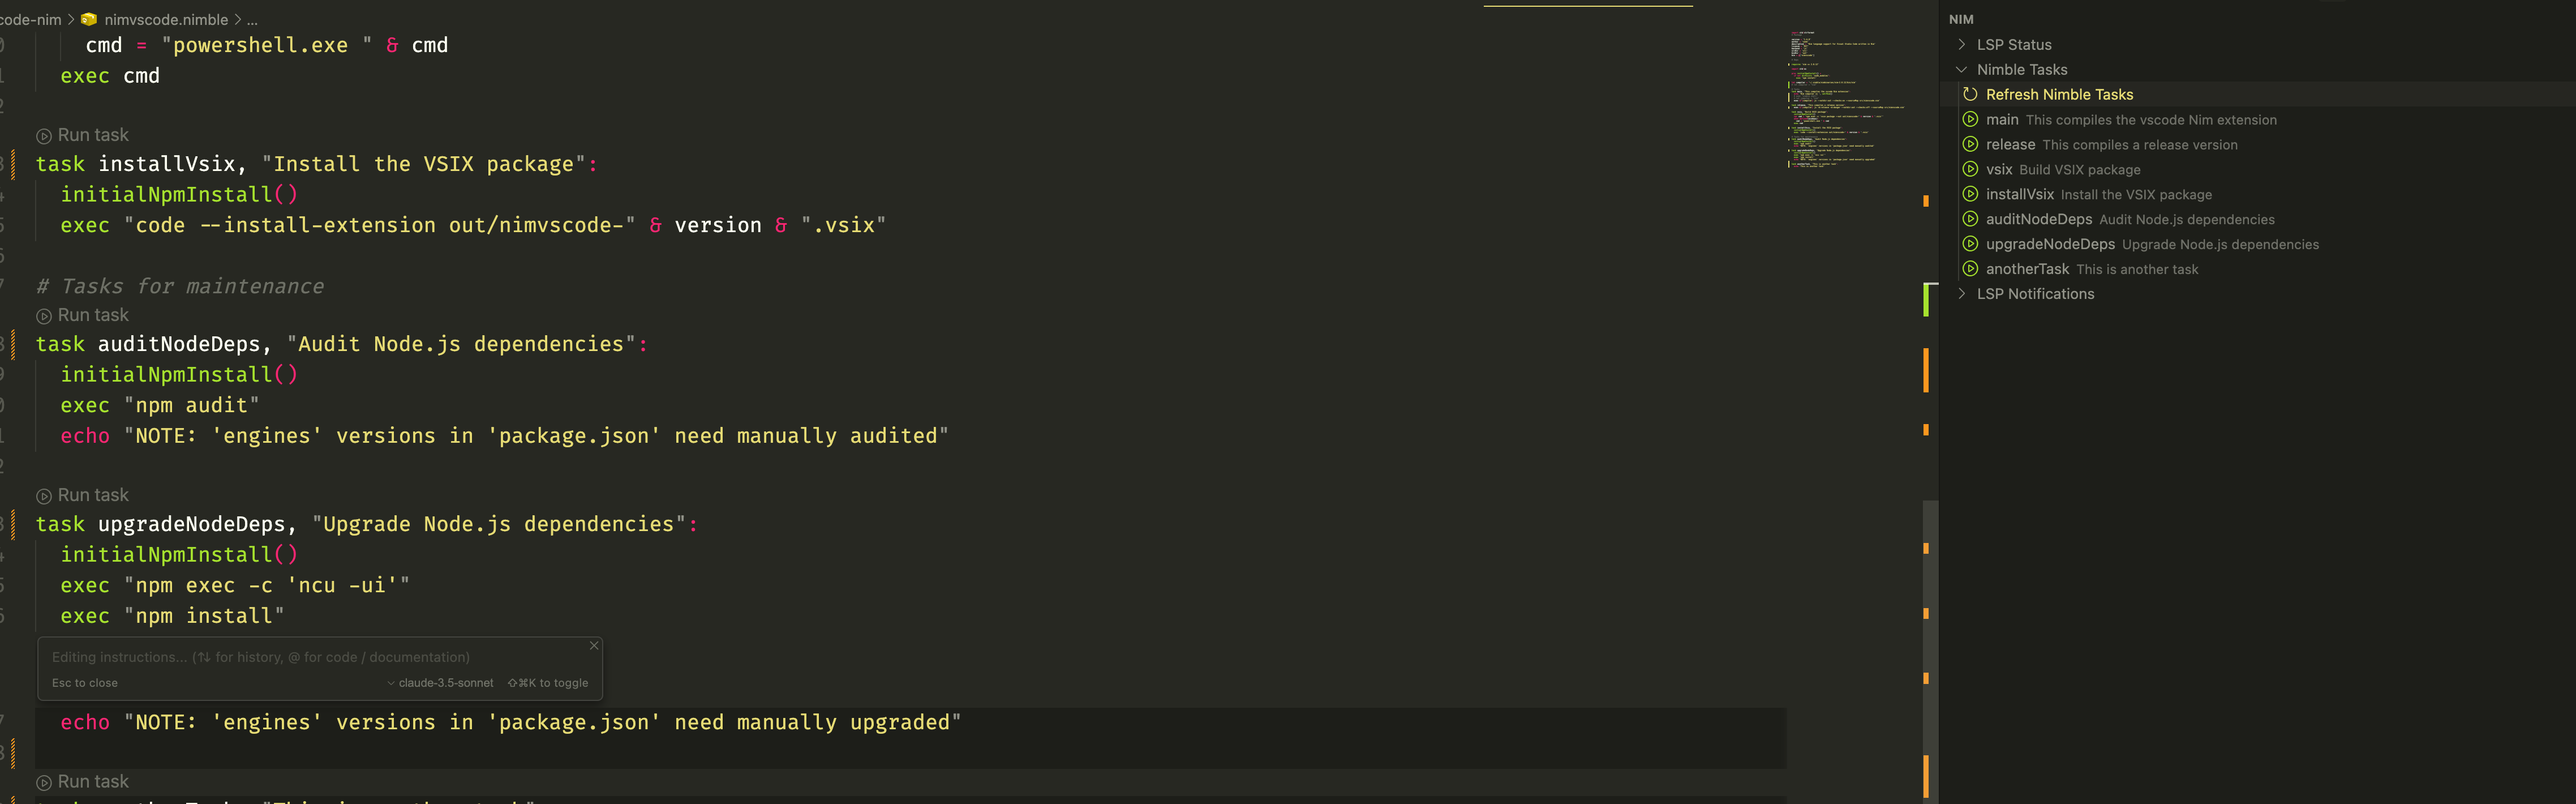 code-nim > nimvscode.nimble > ...
cmd = "powershell.exe " & cmd
exec cmd
Run task
task installVsix, "Install the VSIX package":
initialNpmInstall()
exec "code --install-extension out/nimvscode-" & version & ".vsix"
# Tasks for maintenance
Run task
task auditNodeDeps, "Audit Node.js dependencies":
initialNpmInstall()
exec "npm audit"
echo "NOTE: 'engines' versions in 'package.json' need manually audited"
Run task
task upgradeNodeDeps, "Upgrade Node.js dependencies":
initialNpmInstall()
exec "npm exec -c 'ncu -ui'"
exec "npm install"
Editing instructions... (⇅ for history, @ for code / documentation)
Esc to close claude-3.5-sonnet ⇧⌘K to toggle
echo "NOTE: 'engines' versions in 'package.json' need manually upgraded"
Run task
NIM
LSP Status
Nimble Tasks
Refresh Nimble Tasks
main This compiles the vscode Nim extension
release This compiles a release version
vsix Build VSIX package
installVsix Install the VSIX package
auditNodeDeps Audit Node.js dependencies
upgradeNodeDeps Upgrade Node.js dependencies
anotherTask This is another task
LSP Notifications